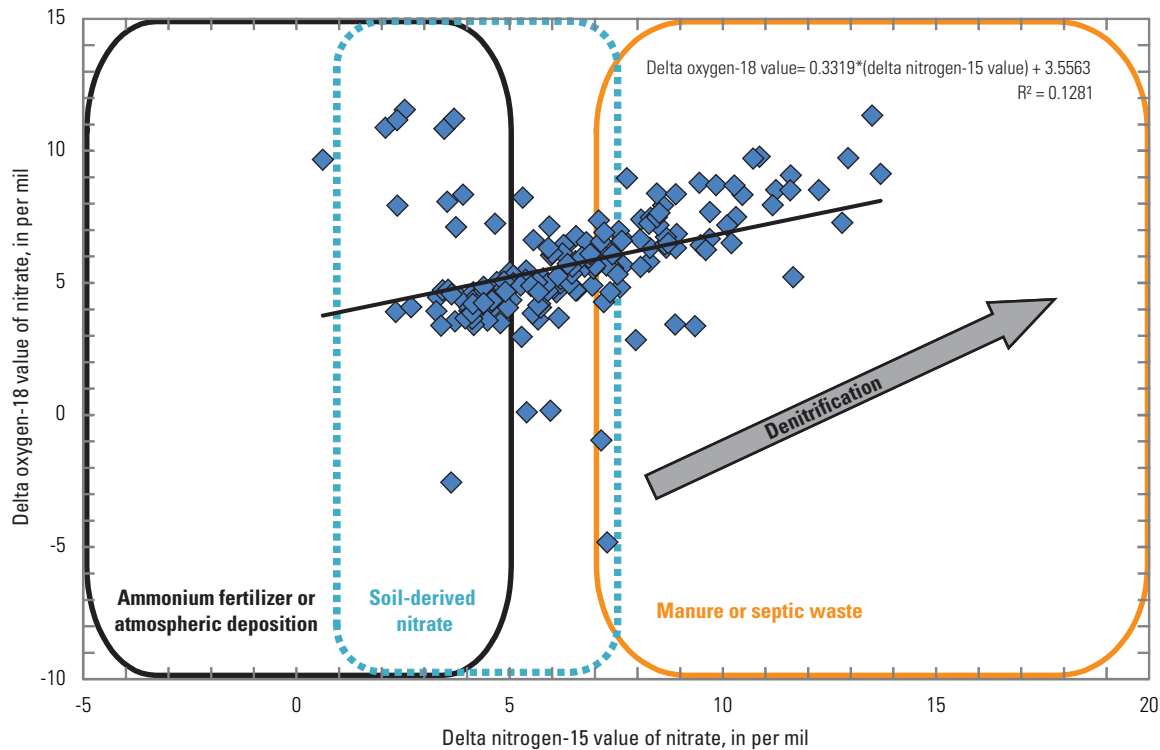 Delta oxygen-18 value= 0.3319*(delta nitrogen-15 value) + 3.5563
R² = 0.1281
15
10
5
0
-5
-10
Delta oxygen-18 value of nitrate, in per mil
Denitrification
Ammonium fertilizer or
atmospheric deposition
Soil-derived
nitrate
Manure or septic waste
-5
0
5
10
15
20
Delta nitrogen-15 value of nitrate, in per mil